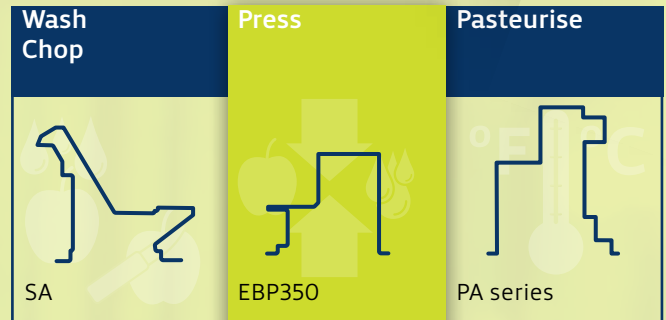 Wash
Chop
Press
Pasteurise
°F
°C
SA
EBP350
PA series